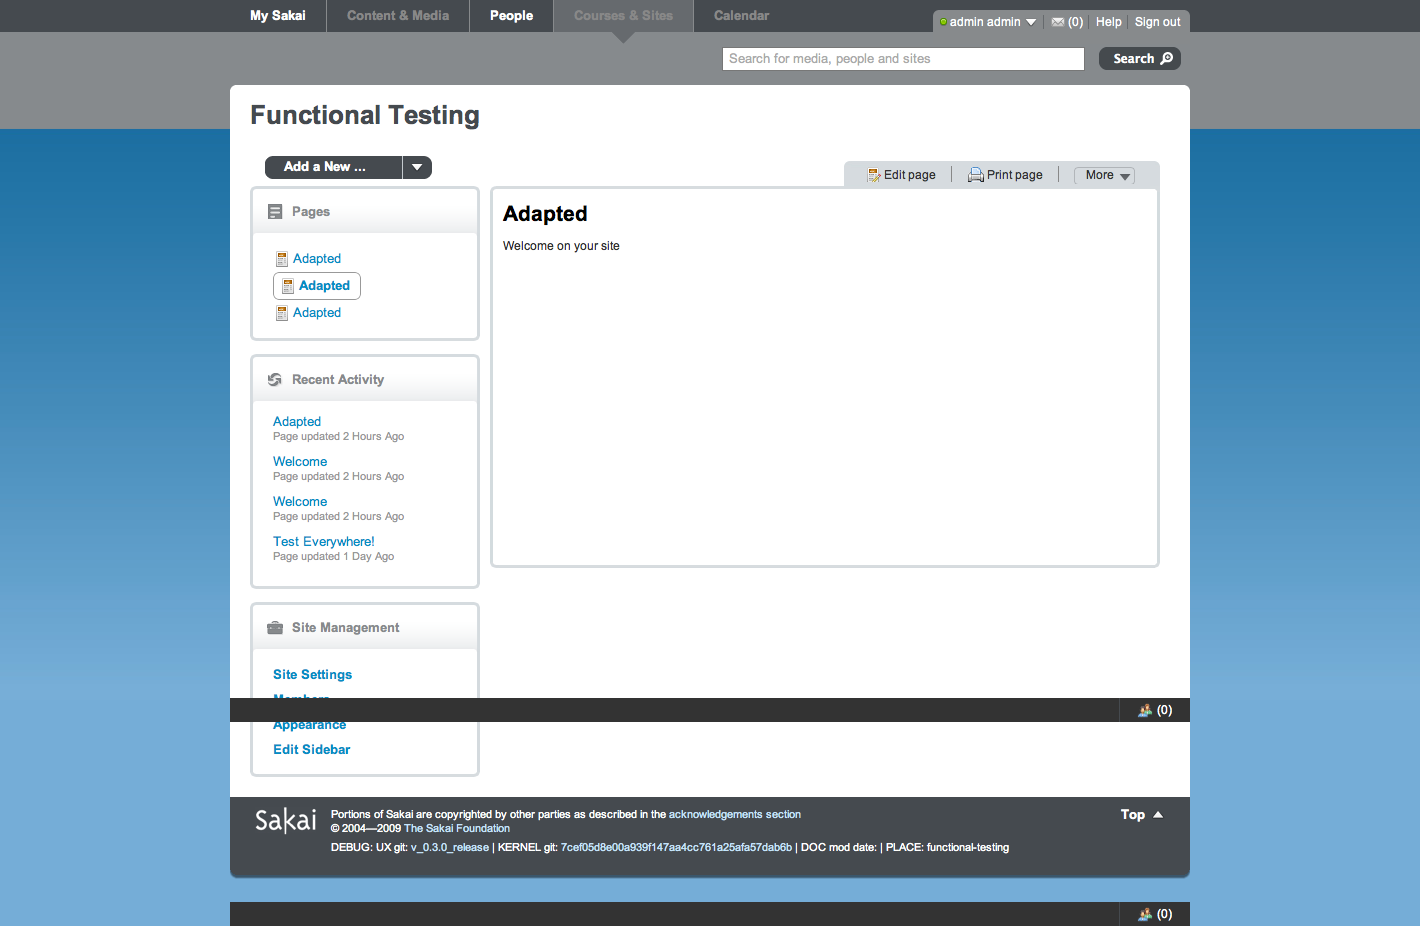 My Sakai
Content & Media
People
Courses & Sites
Calendar
admin admin
(0)
Help
Sign out
Search for media, people and sites
Search
Functional Testing
Add a New ...
Edit page
Print page
More
Pages
Adapted
Adapted
Adapted
Adapted
Welcome on your site
Recent Activity
Adapted
Page updated 2 Hours Ago
Welcome
Page updated 2 Hours Ago
Welcome
Page updated 2 Hours Ago
Test Everywhere!
Page updated 1 Day Ago
Site Management
Site Settings
Members
(0)
Appearance
Edit Sidebar
Sakai
Portions of Sakai are copyrighted by other parties as described in the acknowledgements section
© 2004—2009 The Sakai Foundation
DEBUG: UX git: v_0.3.0_release | KERNEL git: 7cef05d8e00a939f147aa4cc761a25afa57dab6b | DOC mod date: | PLACE: functional-testing
Top
(0)